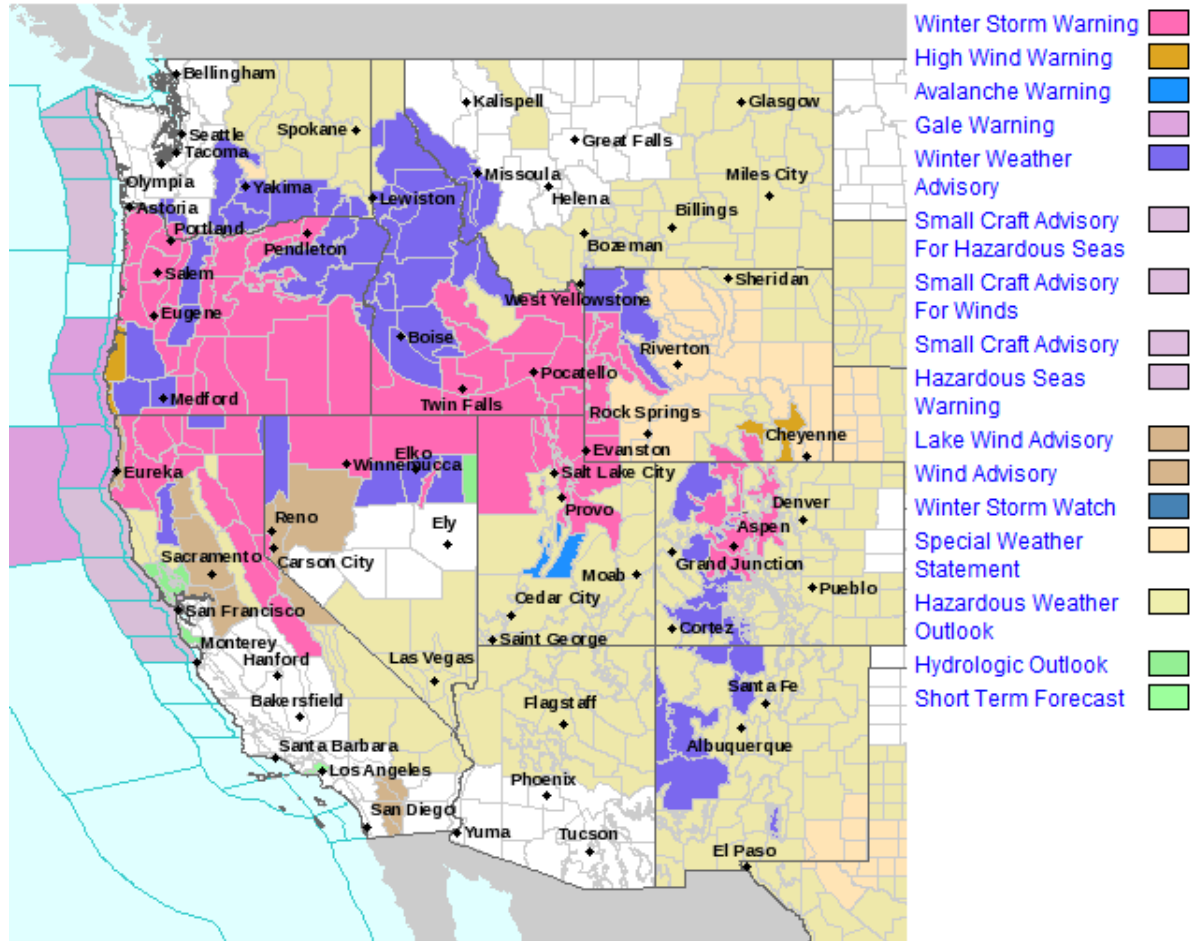 Bellingham
Kalispell
Glasgow
Seattle
Spokane
Great Falls
Tacoma
Olympia
Yakima
Missoula
Miles City
Astoria
Lewiston
Helena
Portland
Billings
Pendleton
Bozeman
Salem
Sheridan
West Yellowstone
Eugene
Boise
Riverton
Pocatello
Medford
Twin Falls
Rock Springs
Cheyenne
Elko
Evanston
Eureka
Winnemucca
Salt Lake City
Denver
Provo
Reno
Ely
Aspen
Sacramento
Carson City
Grand Junction
Moab
Pueblo
Cedar City
San Francisco
Cortez
Saint George
Monterey
Hanford
Las Vegas
Santa Fe
Bakersfield
Flagstaff
Albuquerque
Santa Barbara
Los Angeles
Phoenix
San Diego
Yuma
Tucson
El Paso
Winter Storm Warning
High Wind Warning
Avalanche Warning
Gale Warning
Winter Weather
Advisory
Small Craft Advisory
For Hazardous Seas
Small Craft Advisory
For Winds
Small Craft Advisory
Hazardous Seas
Warning
Lake Wind Advisory
Wind Advisory
Winter Storm Watch
Special Weather
Statement
Hazardous Weather
Outlook
Hydrologic Outlook
Short Term Forecast